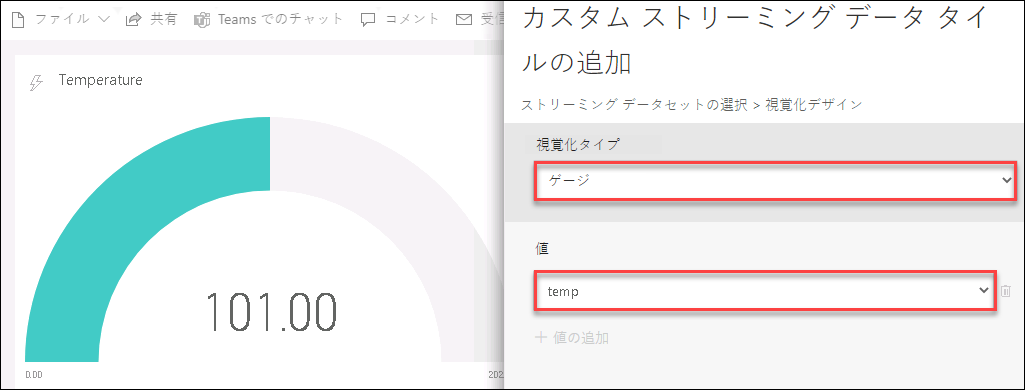 ファイル 共有 Teams でのチャット コメント 受信
Temperature
101.00
0.00
202
カスタム ストリーミング データ タイ
ルの追加
ストリーミング データセットの選択 > 視覚化デザイン
視覚化タイプ
ゲージ
値
temp
+ 値の追加